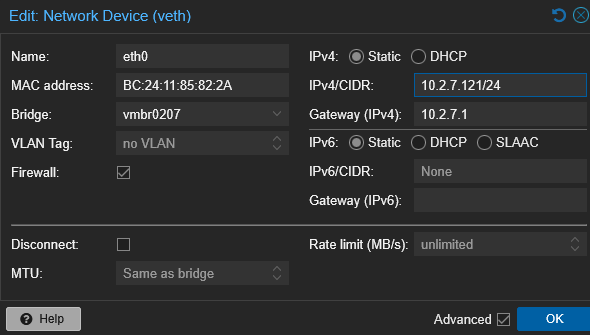 Edit: Network Device (veth)
Name: eth0
MAC address: BC:24:11:85:82:2A
Bridge: vmbr0207
VLAN Tag: no VLAN
Firewall:
IPv4: Static DHCP
IPv4/CIDR: 10.2.7.121/24
Gateway (IPv4): 10.2.7.1
IPv6: Static DHCP SLAAC
IPv6/CIDR: None
Gateway (IPv6):
Disconnect:
MTU: Same as bridge
Rate limit (MB/s): unlimited
Help
Advanced
OK